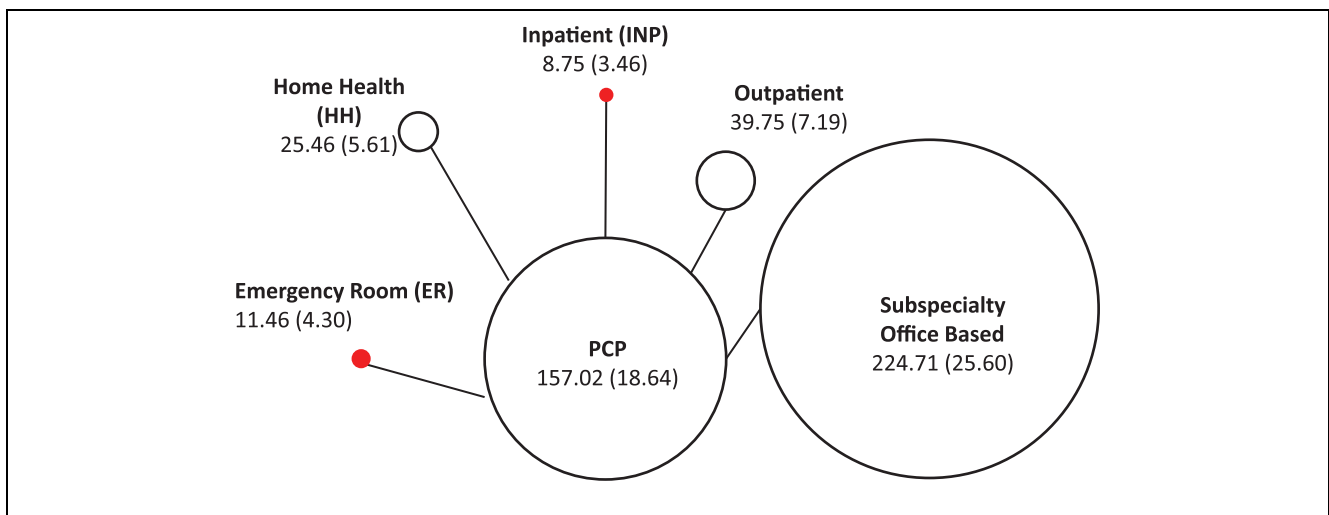 Inpatient (INP)
8.75 (3.46)
Home Health
(HH)
25.46 (5.61)
Outpatient
39.75 (7.19)
Emergency Room (ER)
11.46 (4.30)
PCP
157.02 (18.64)
Subspecialty
Office Based
224.71 (25.60)